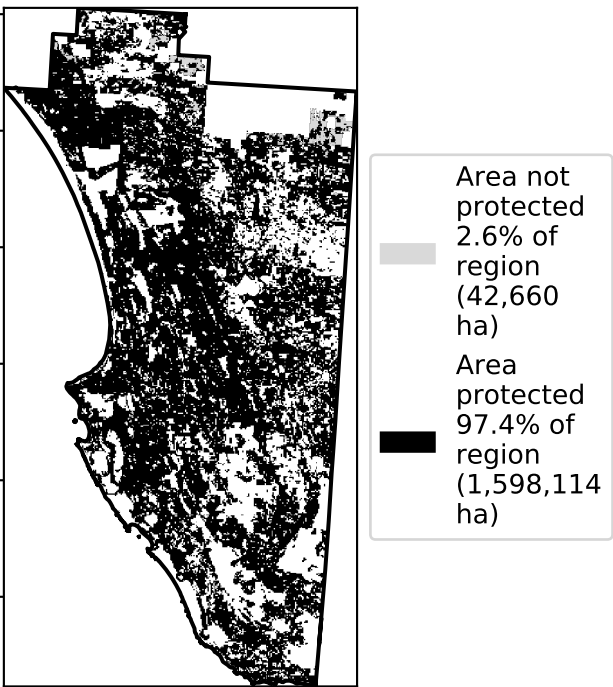 Area not
protected
2.6% of
region
(42,660
ha)
Area
protected
97.4% of
region
(1,598,114
ha)